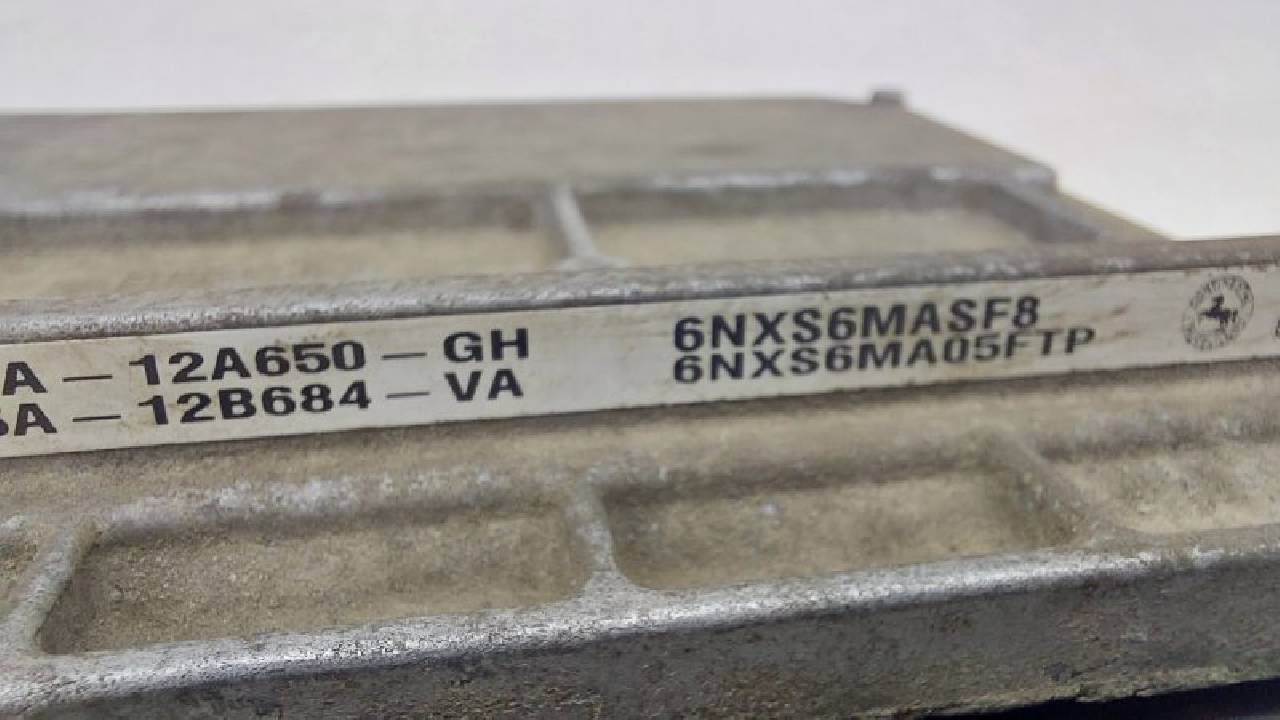 A – 12A650 – GH 6NXS6MASF8
A – 12B684 – VA 6NXS6MA05FTP